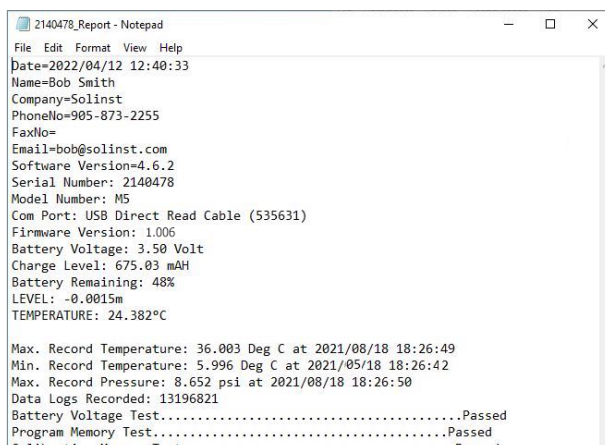 2140478_Report - Notepad
File Edit Format View Help
Date=2022/04/12 12:40:33
Name=Bob Smith
Company=Solinst
PhoneNo=905-873-2255
FaxNo=
Email=bob@solinst.com
Software Version=4.6.2
Serial Number: 2140478
Model Number: M5
Com Port: USB Direct Read Cable (535631)
Firmware Version: 1.006
Battery Voltage: 3.50 Volt
Charge Level: 675.03 mAH
Battery Remaining: 48%
LEVEL: -0.0015m
TEMPERATURE: 24.382°C
Max. Record Temperature: 36.003 Deg C at 2021/08/18 18:26:49
Min. Record Temperature: 5.996 Deg C at 2021/05/18 18:26:42
Max. Record Pressure: 8.652 psi at 2021/08/18 18:26:50
Data Logs Recorded: 13196821
Battery Voltage Test.......................................Passed
Program Memory Test......................................Passed